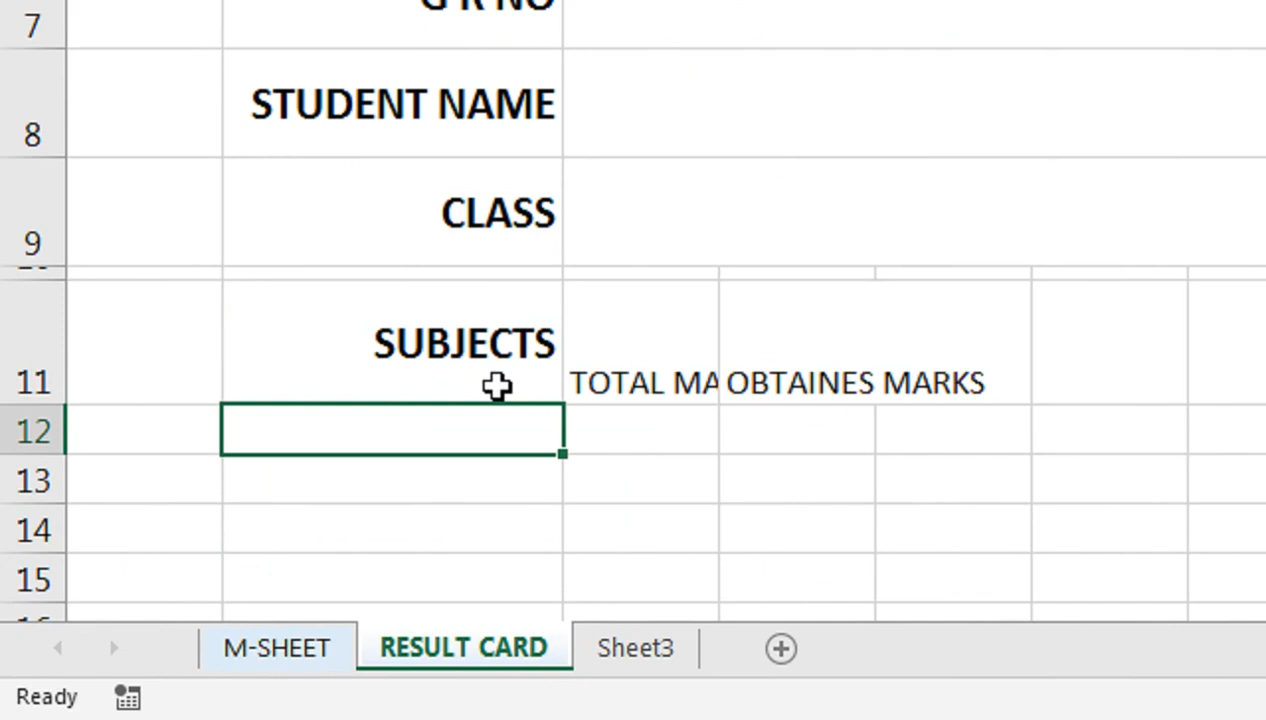 7 G R NO
8 STUDENT NAME
9 CLASS
11 SUBJECTS TOTAL MA OBTAINES MARKS
12
13
14
15
M-SHEET RESULT CARD Sheet3
Ready